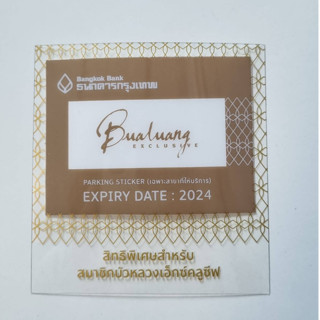 Bangkok Bank
ธนาคารกรุงเทพ
Bualuang
EXCLUSIVE
PARKING STICKER (เฉพาะสาขาที่ให้บริการ)
EXPIRY DATE : 2024
สิทธิพิเศษสำหรับ
สมาชิกบัวหลวงเอ็กซ์คลูซีฟ